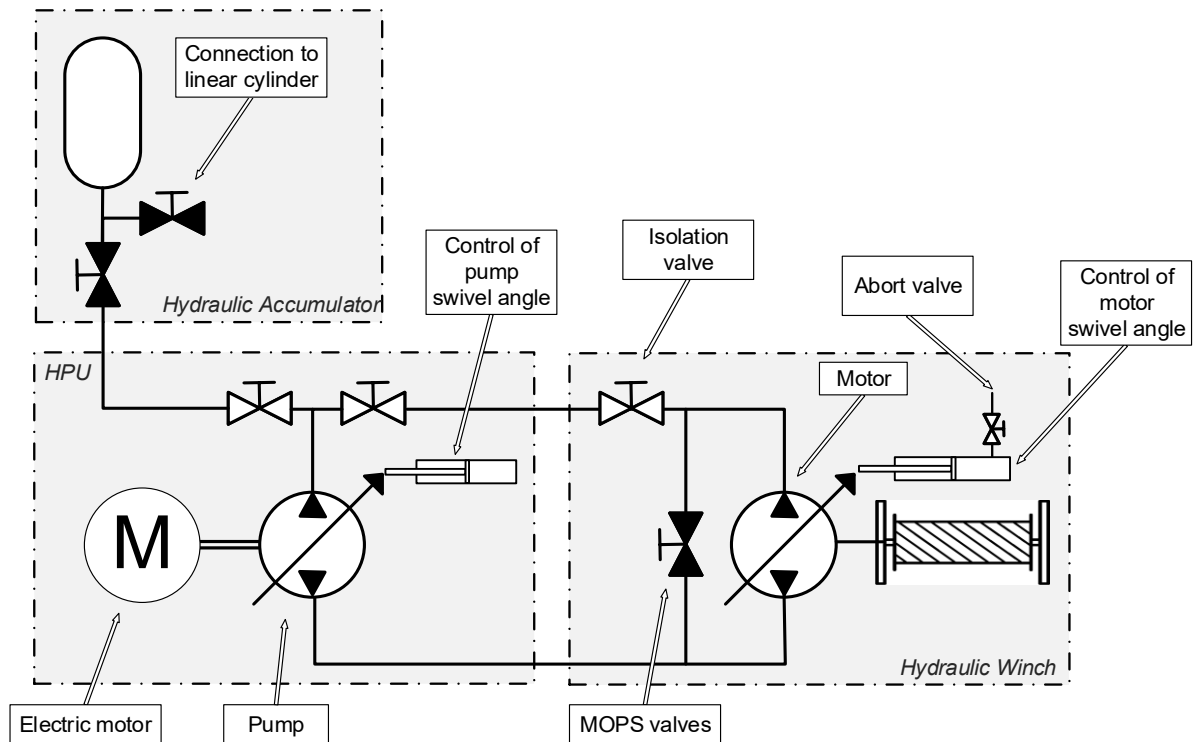 Connection to
linear cylinder
Hydraulic Accumulator
Control of
pump
swivel angle
Isolation
valve
Abort valve
Control of
motor
swivel angle
HPU
Motor
M
Hydraulic Winch
Electric motor
Pump
MOPS valves